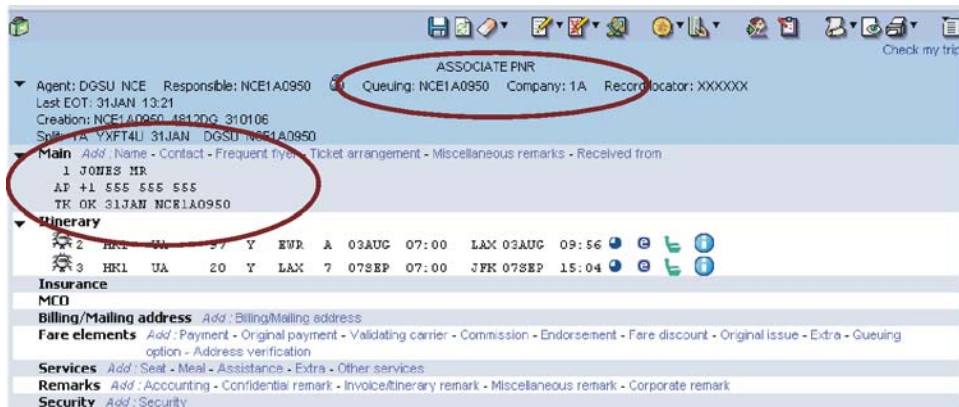 Check my trip
ASSOCIATE PNR
Agent: DGSU NCE Responsible: NCE1A0950 Queuing: NCE1A0950 Company: 1A Record locator: XXXXXX
Last EOT: 31JAN 13:21
Creation: NCE1A0950 4812DG 310106
Split: 1A YXFT4U 31JAN DGSU NCE1A0950
Main Add : Name - Contact - Frequent flyer - Ticket arrangement - Miscellaneous remarks - Received from
1 JONES MR
AP +1 555 555 555
TK OK 31JAN NCE1A0950
Itinerary
2 HK1 UA 97 Y EWR A 03AUG 07:00 LAX 03AUG 09:56
3 HK1 UA 20 Y LAX 7 07SEP 07:00 JFK 07SEP 15:04
Insurance
MCO
Billing/Mailing address Add : Billing/Mailing address
Fare elements Add : Payment - Original payment - Validating carrier - Commission - Endorsement - Fare discount - Original issue - Extra - Queuing
option - Address verification
Services Add : Seat - Meal - Assistance - Extra - Other services
Remarks Add : Accounting - Confidential remark - Invoice/Itinerary remark - Miscellaneous remark - Corporate remark
Security Add : Security